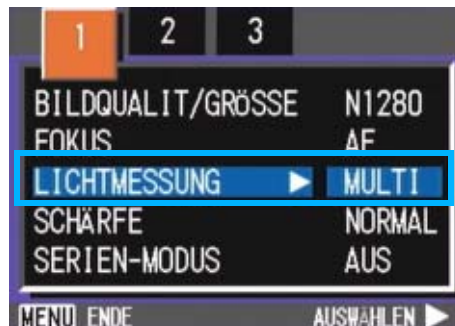 1 2 3
BILDQUALIT/GRÖSSE N1280
FOKUS AF
LICHTMESSUNG ▶ MULTI
SCHÄRFE NORMAL
SERIEN-MODUS AUS
MENU ENDE AUSWÄHLEN ▶